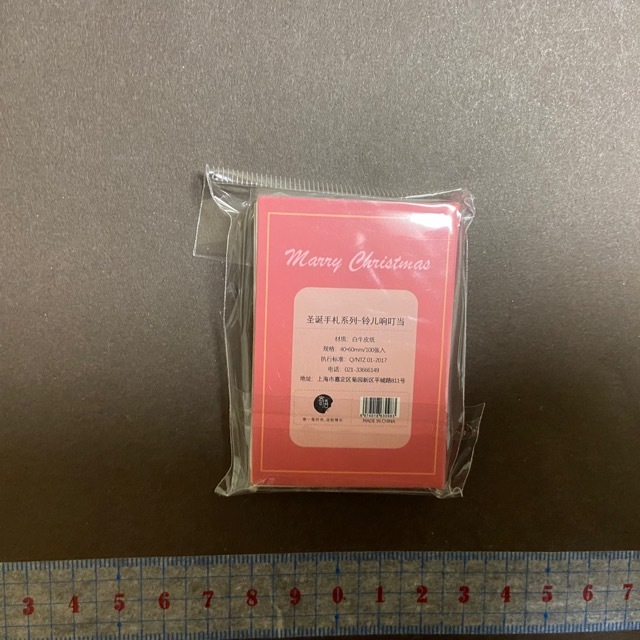 Marry Christmas
圣诞手札系列-铃儿响叮当
材质：白牛皮纸
规格：40*60mm/100张入
执行标准：Q/NTZ 01-2017
电话：021-33666149
地址：上海市嘉定区菊园新区平城路811号
MADE IN CHINA
3 4 5 6 7 8 9 0 1 2 3 4 5 6 7